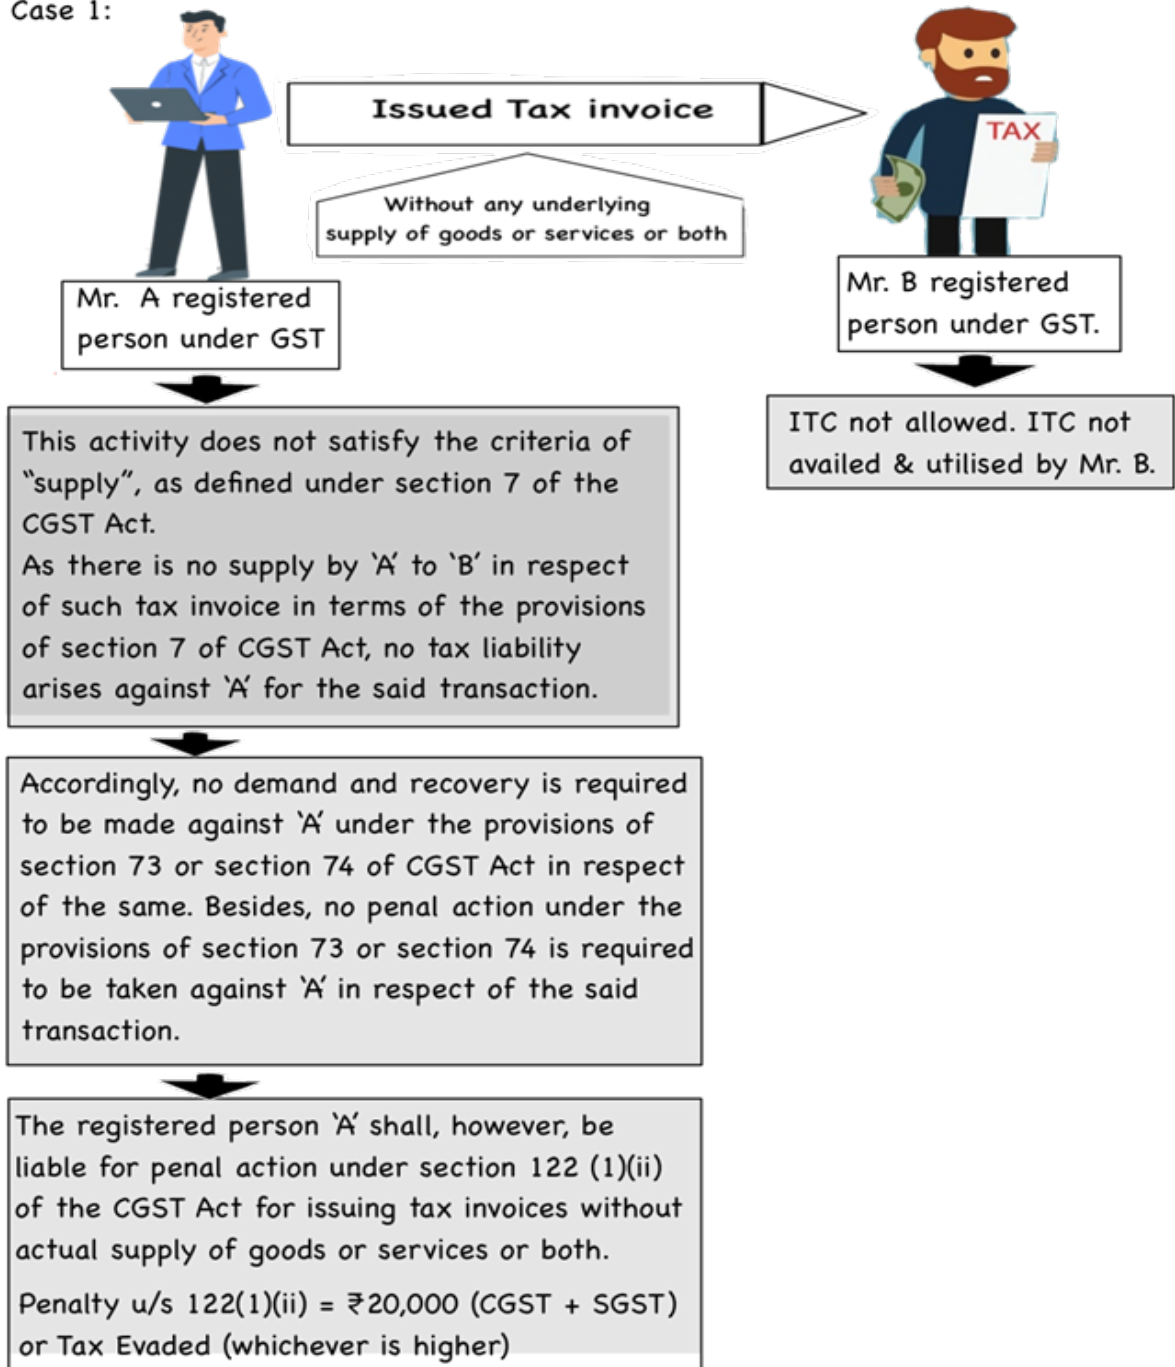 Case 1:
Issued Tax invoice
TAX
Without any underlying
supply of goods or services or both
Mr. A registered
person under GST
Mr. B registered
person under GST.
This activity does not satisfy the criteria of
“supply”, as defined under section 7 of the
CGST Act.
As there is no supply by ‘A’ to ‘B’ in respect
of such tax invoice in terms of the provisions
of section 7 of CGST Act, no tax liability
arises against ‘A’ for the said transaction.
ITC not allowed. ITC not
availed & utilised by Mr. B.
Accordingly, no demand and recovery is required
to be made against ‘A’ under the provisions of
section 73 or section 74 of CGST Act in respect
of the same. Besides, no penal action under the
provisions of section 73 or section 74 is required
to be taken against ‘A’ in respect of the said
transaction.
The registered person ‘A’ shall, however, be
liable for penal action under section 122 (1)(ii)
of the CGST Act for issuing tax invoices without
actual supply of goods or services or both.
Penalty u/s 122(1)(ii) = ₹20,000 (CGST + SGST)
or Tax Evaded (whichever is higher)